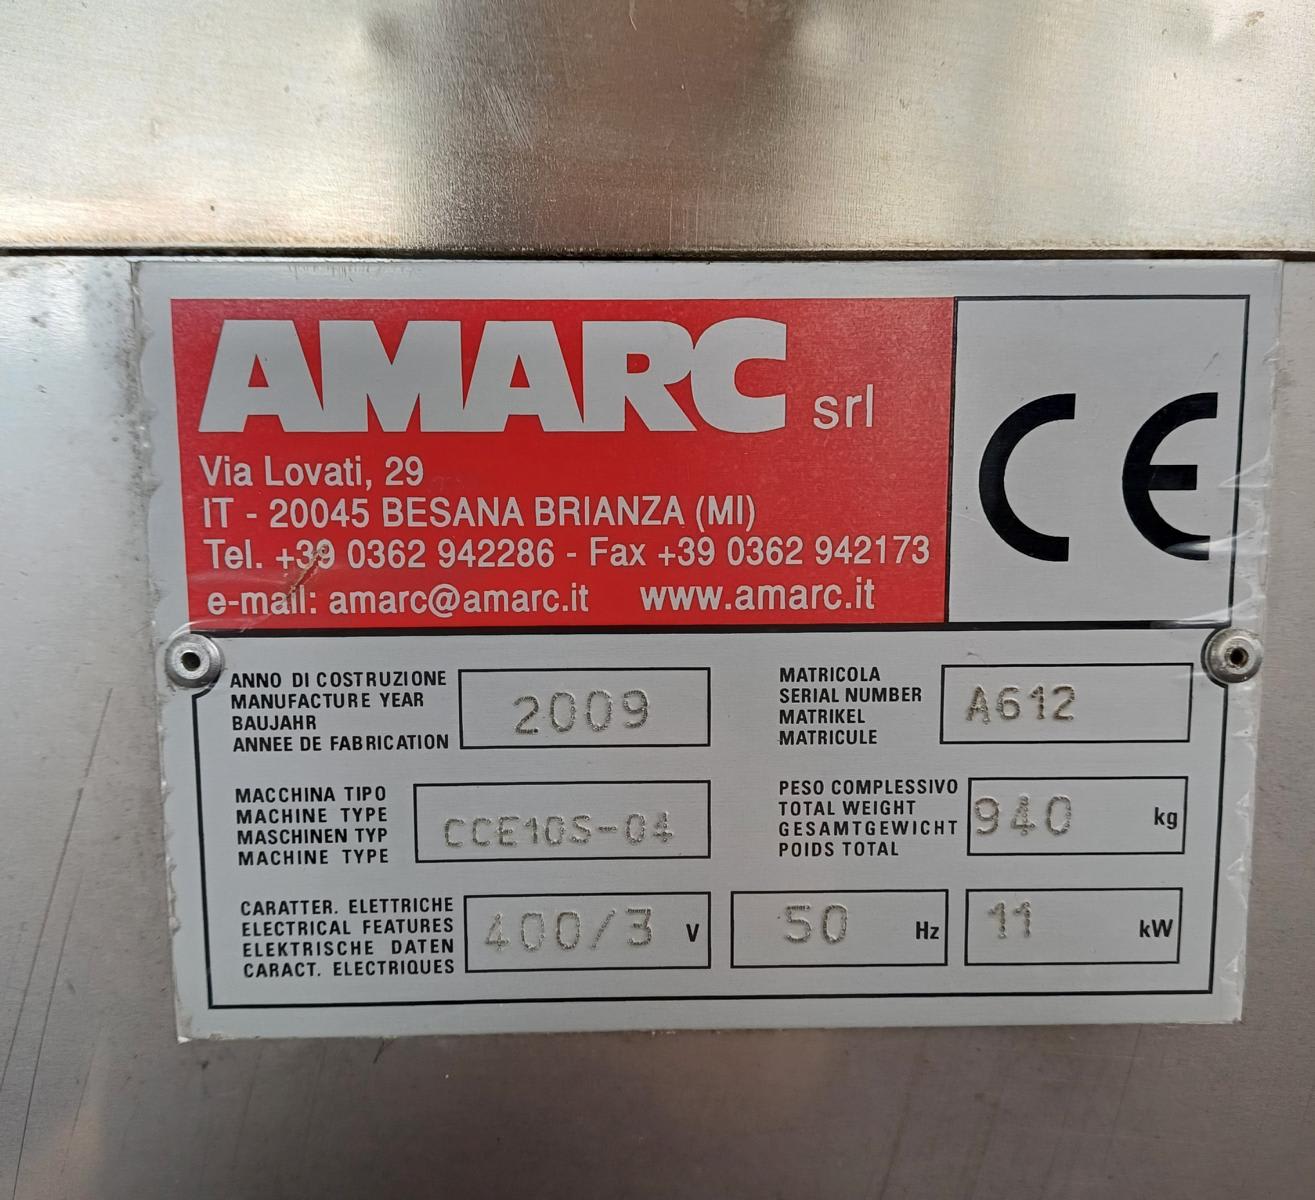 AMARC srl
Via Lovati, 29
IT - 20045 BESANA BRIANZA (MI)
Tel. +39 0362 942286 - Fax +39 0362 942173
e-mail: amarc@amarc.it www.amarc.it
CE
ANNO DI COSTRUZIONE
MANUFACTURE YEAR
BAUJAHR
ANNEE DE FABRICATION
2009
MATRICOLA
SERIAL NUMBER
MATRIKEL
MATRICULE
A612
MACCHINA TIPO
MACHINE TYPE
MASCHINEN TYP
MACHINE TYPE
CCE10S-04
PESO COMPLESSIVO
TOTAL WEIGHT
GESAMTGEWICHT
POIDS TOTAL
940 kg
CARATTER. ELETTRICHE
ELECTRICAL FEATURES
ELEKTRISCHE DATEN
CARACT. ELECTRIQUES
400/3 V
50 Hz
11 kW